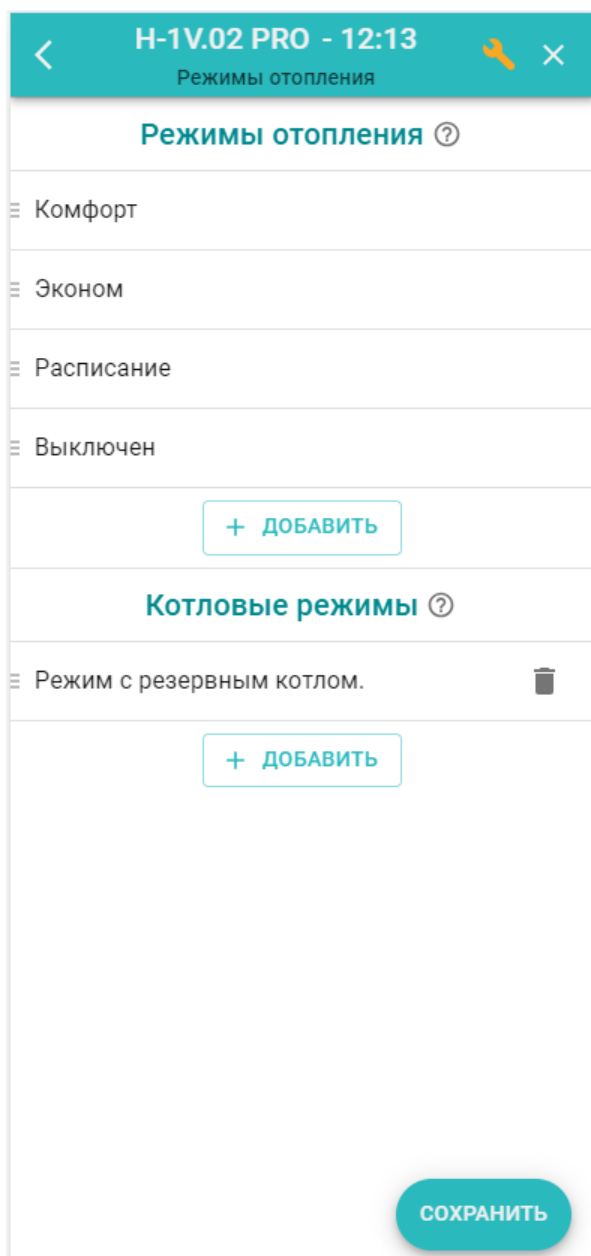 H-1V.02 PRO - 12:13
Режимы отопления
Режимы отопления
Комфорт
Эконом
Расписание
Выключен
+ ДОБАВИТЬ
Котловые режимы
Режим с резервным котлом.
+ ДОБАВИТЬ
СОХРАНИТЬ